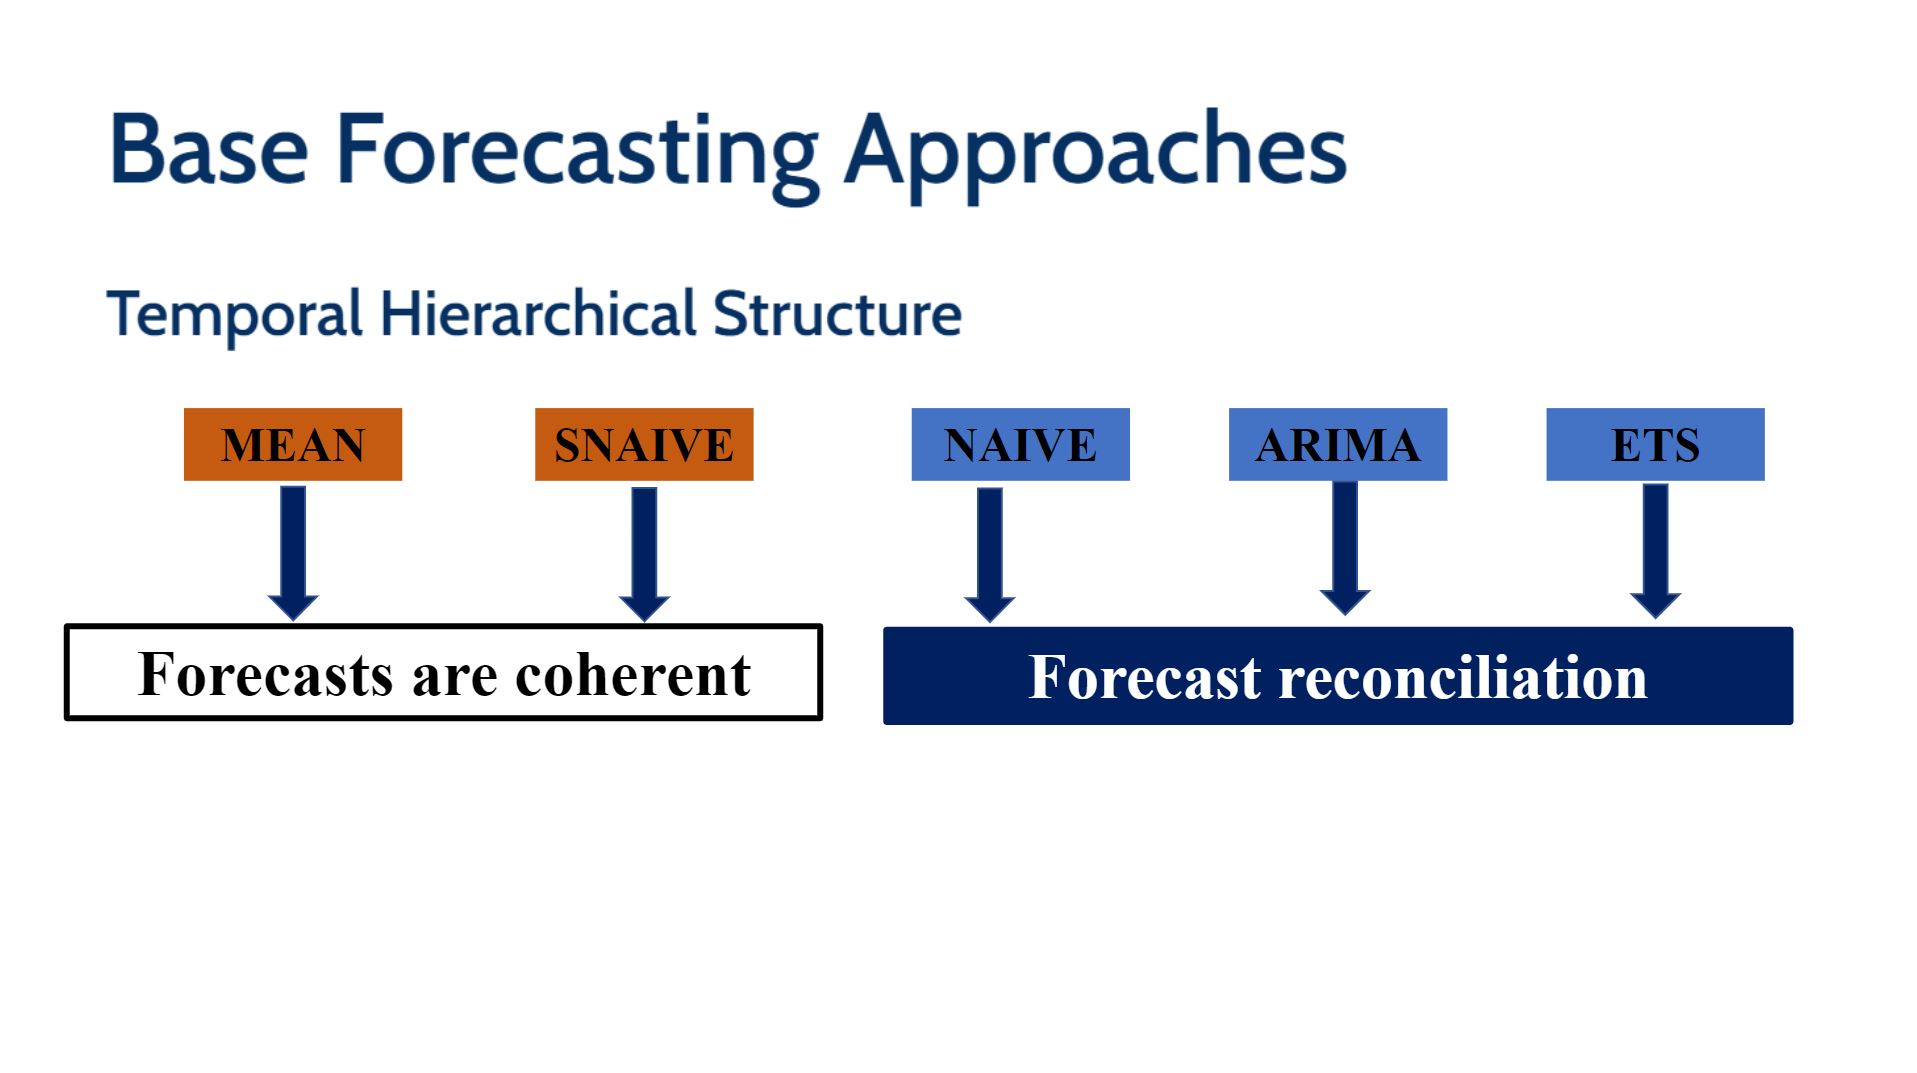 Base Forecasting Approaches
Temporal Hierarchical Structure
MEAN
SNAIVE
NAIVE
ARIMA
ETS
Forecasts are coherent
Forecast reconciliation